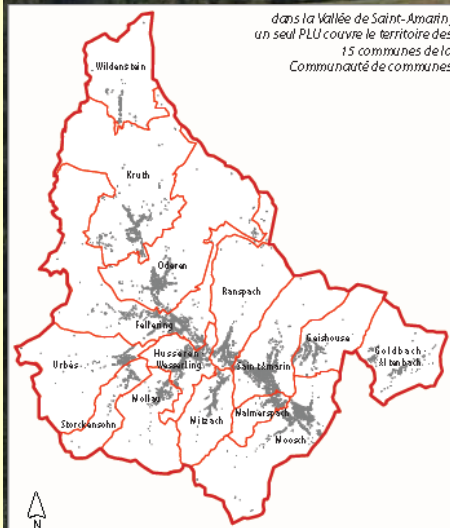 dans la Vallée de Saint-Amarin,
un seul PLU couvre le territoire des
15 communes de la
Communauté de communes
Wildenstein
Kruth
Oderen
Ranspach
Fellering
Geishouse
Goldbach
Altenbach
Husseren
Wesserling
Urbès
Saint Amarin
Mollau
Malmerspach
Storckensohn
Mitzach
Moosch
N